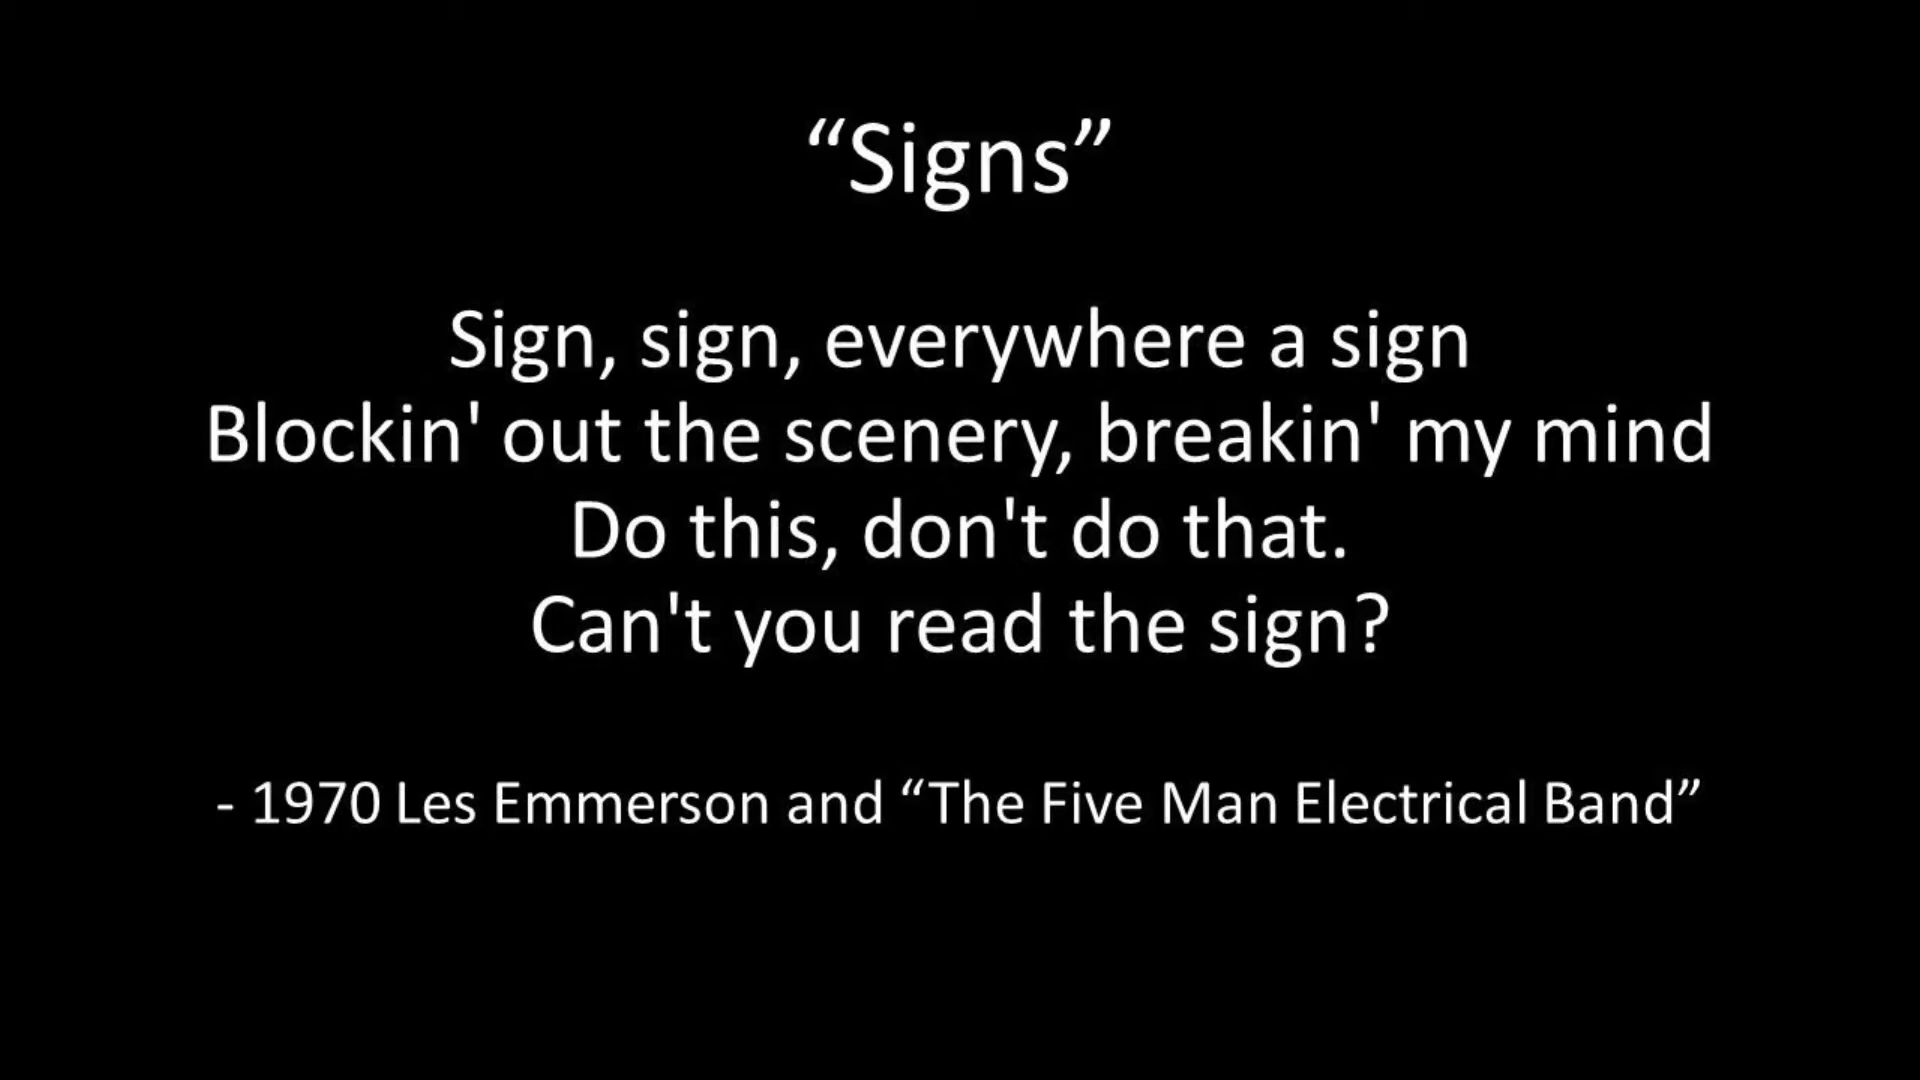 “Signs”
Sign, sign, everywhere a sign
Blockin' out the scenery, breakin' my mind
Do this, don't do that.
Can't you read the sign?
- 1970 Les Emmerson and “The Five Man Electrical Band”